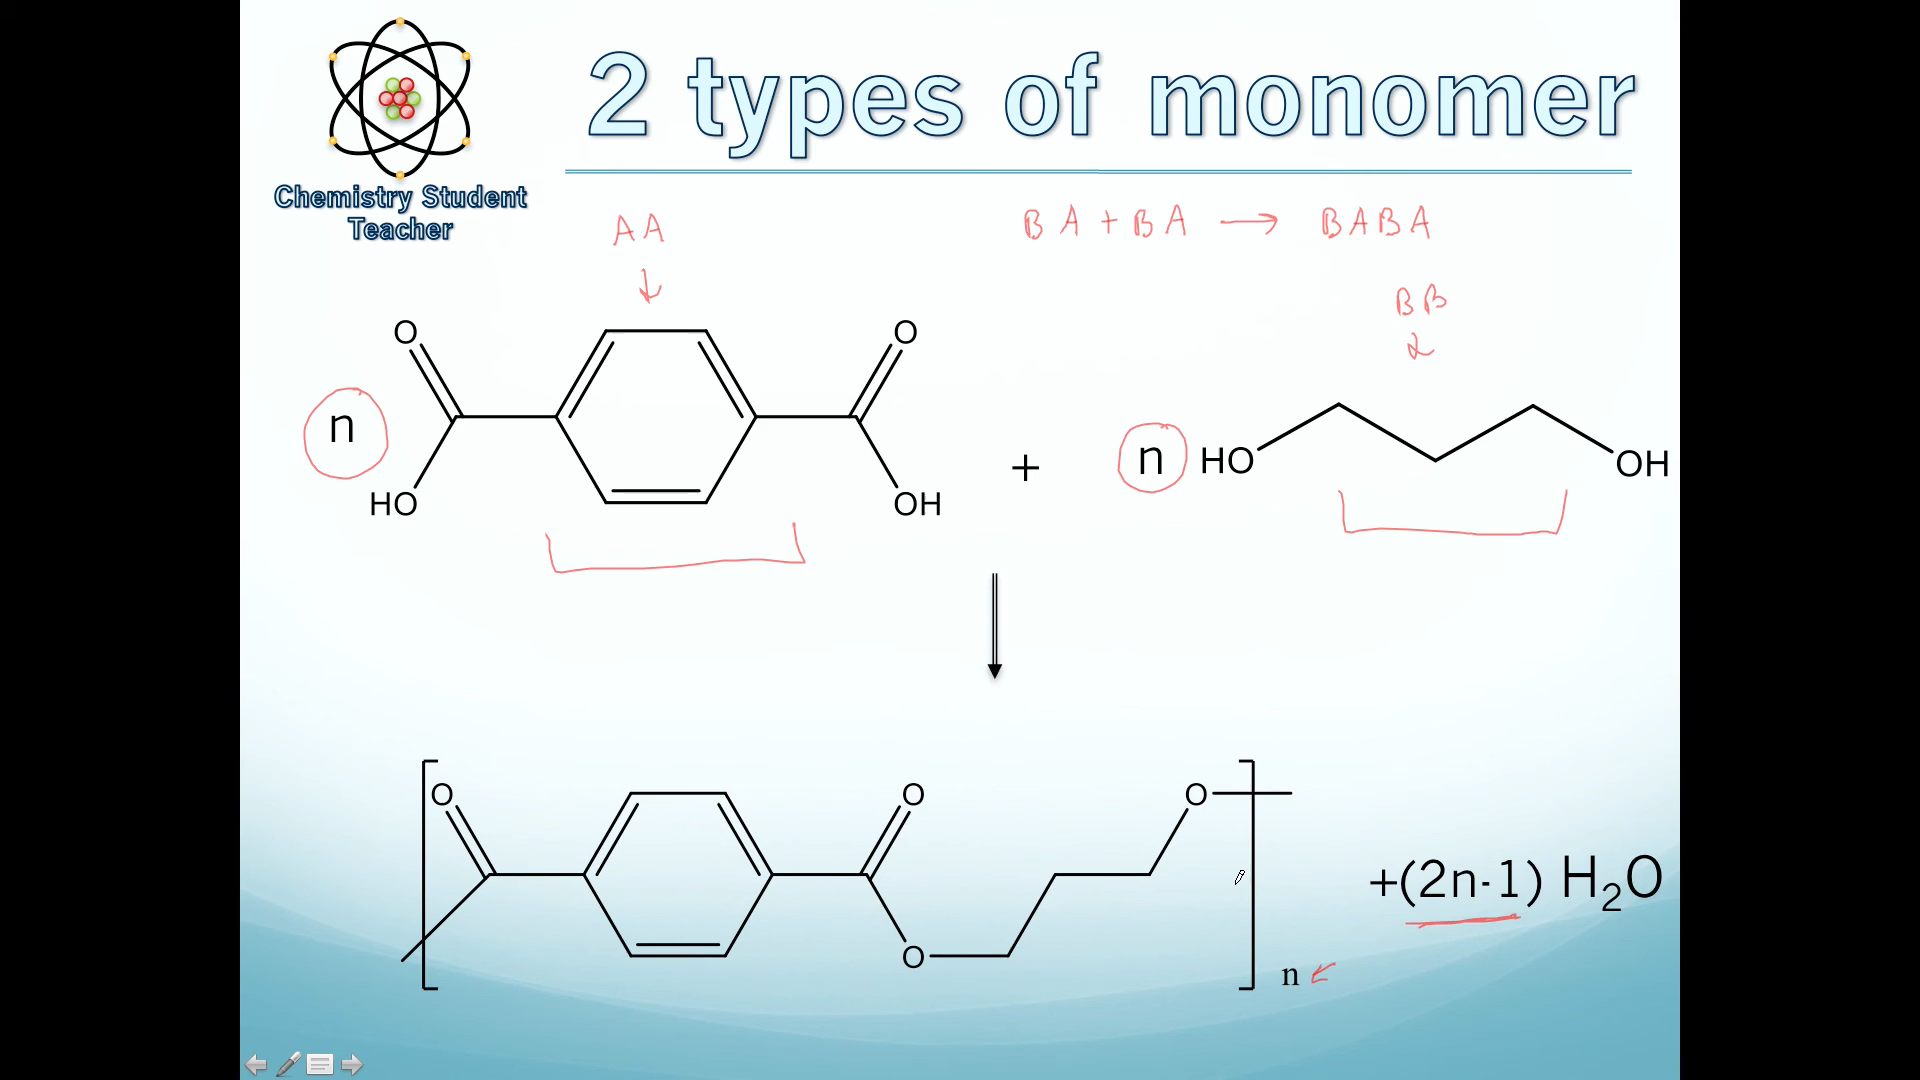 2 types of monomer
Chemistry Student
Teacher
AA
BA + BA → BABA
BB
O
O
n
HO
OH
+
n
HO
OH
O
O
O
O
n
+(2n-1) H₂O